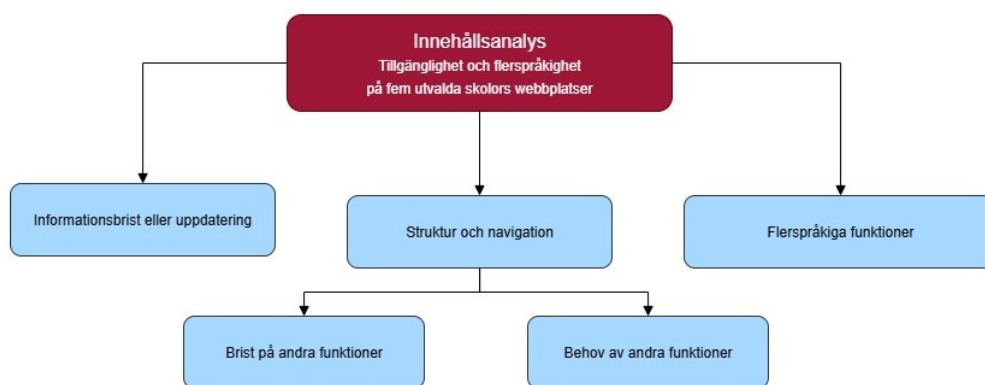 Innehållsanalys
Tillgänglighet och flerspråkighet
på fem utvalda skolors webbplatser
Informationsbrist eller uppdatering
Struktur och navigation
Flerspråkiga funktioner
Brist på andra funktioner
Behov av andra funktioner